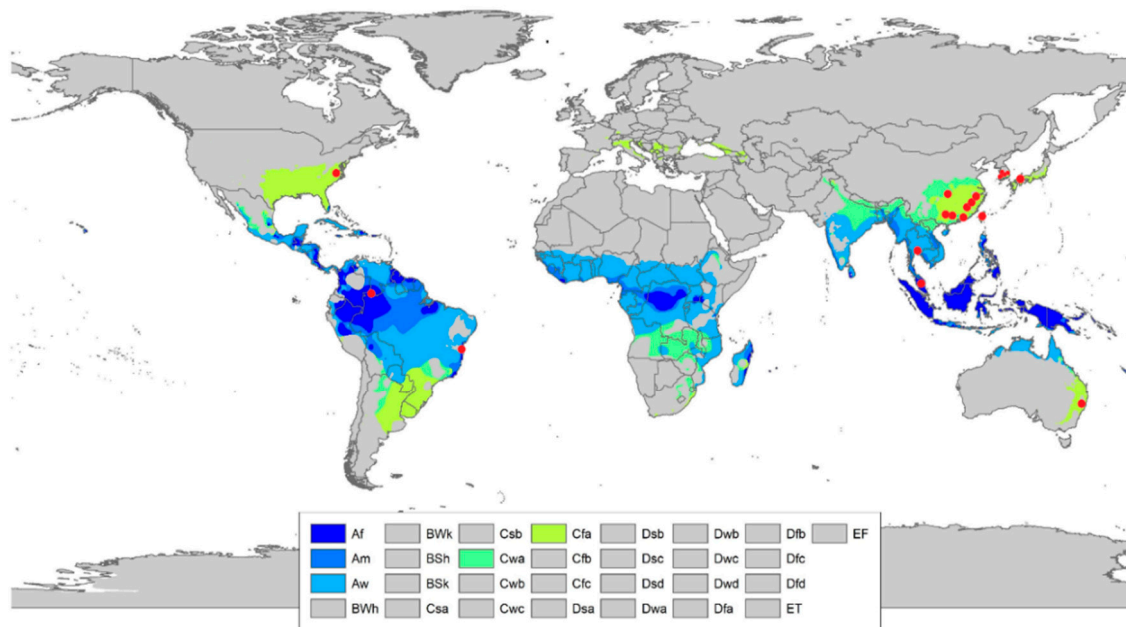 Af BWk Csb Cfa Dsb Dwb Dfb EF
Am BSh Cwa Cfb Dsc Dwc Dfc
Aw BSk Cwb Cfc Dsd Dwd Dfd
BWh Csa Cwc Dsa Dwa Dfa ET